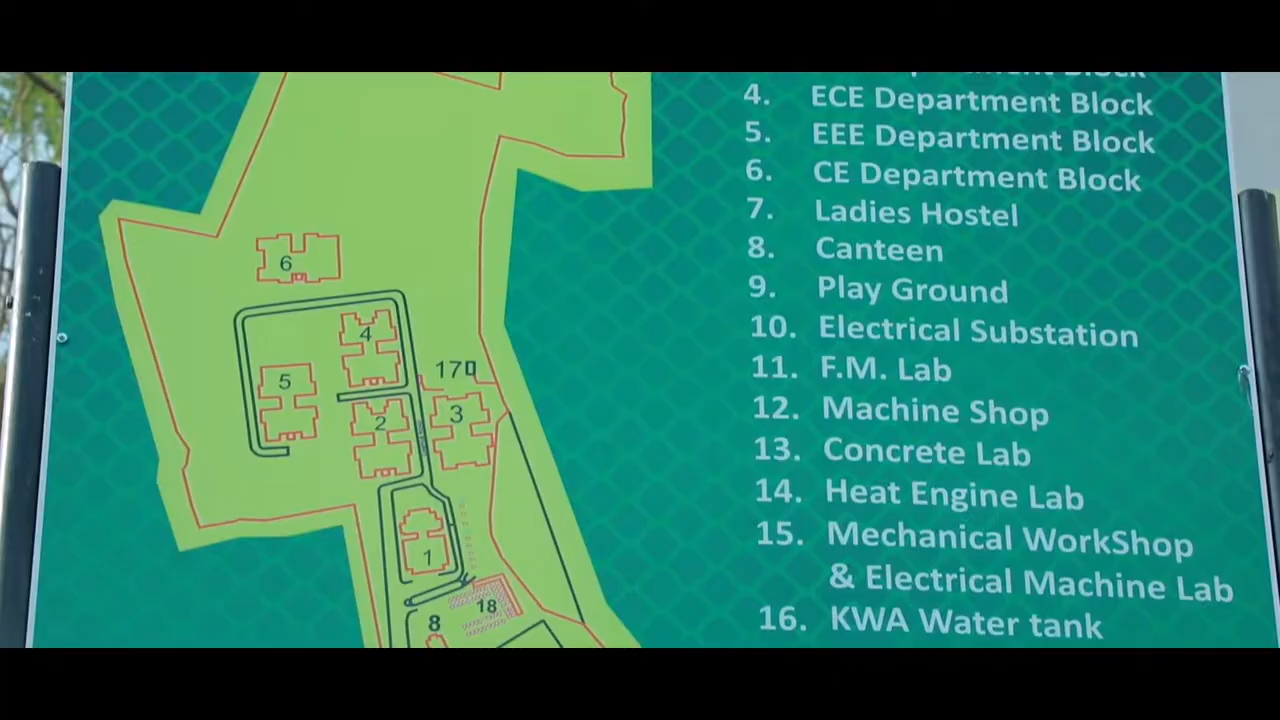 Block
4. ECE Department Block
5. EEE Department Block
6. CE Department Block
7. Ladies Hostel
8. Canteen
9. Play Ground
10. Electrical Substation
11. F.M. Lab
12. Machine Shop
13. Concrete Lab
14. Heat Engine Lab
15. Mechanical WorkShop
& Electrical Machine Lab
16. KWA Water tank
6
4
17
5
3
2
1
18
8